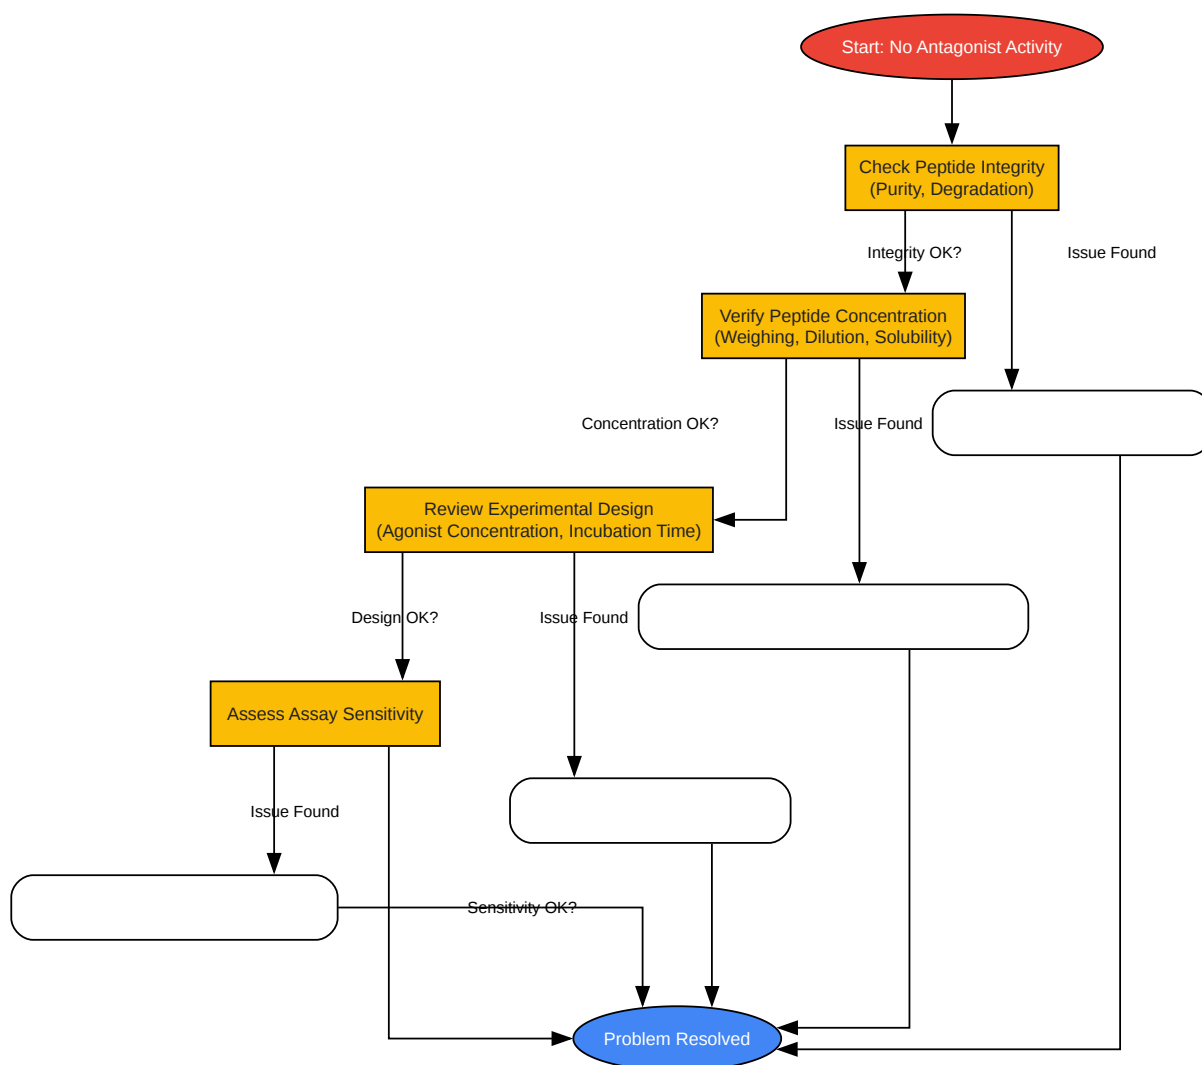 Start: No Antagonist Activity
Check Peptide Integrity
(Purity, Degradation)
Integrity OK?
Issue Found
Verify Peptide Concentration
(Weighing, Dilution, Solubility)
Concentration OK?
Issue Found
Review Experimental Design
(Agonist Concentration, Incubation Time)
Design OK?
Issue Found
Assess Assay Sensitivity
Issue Found
Sensitivity OK?
Problem Resolved